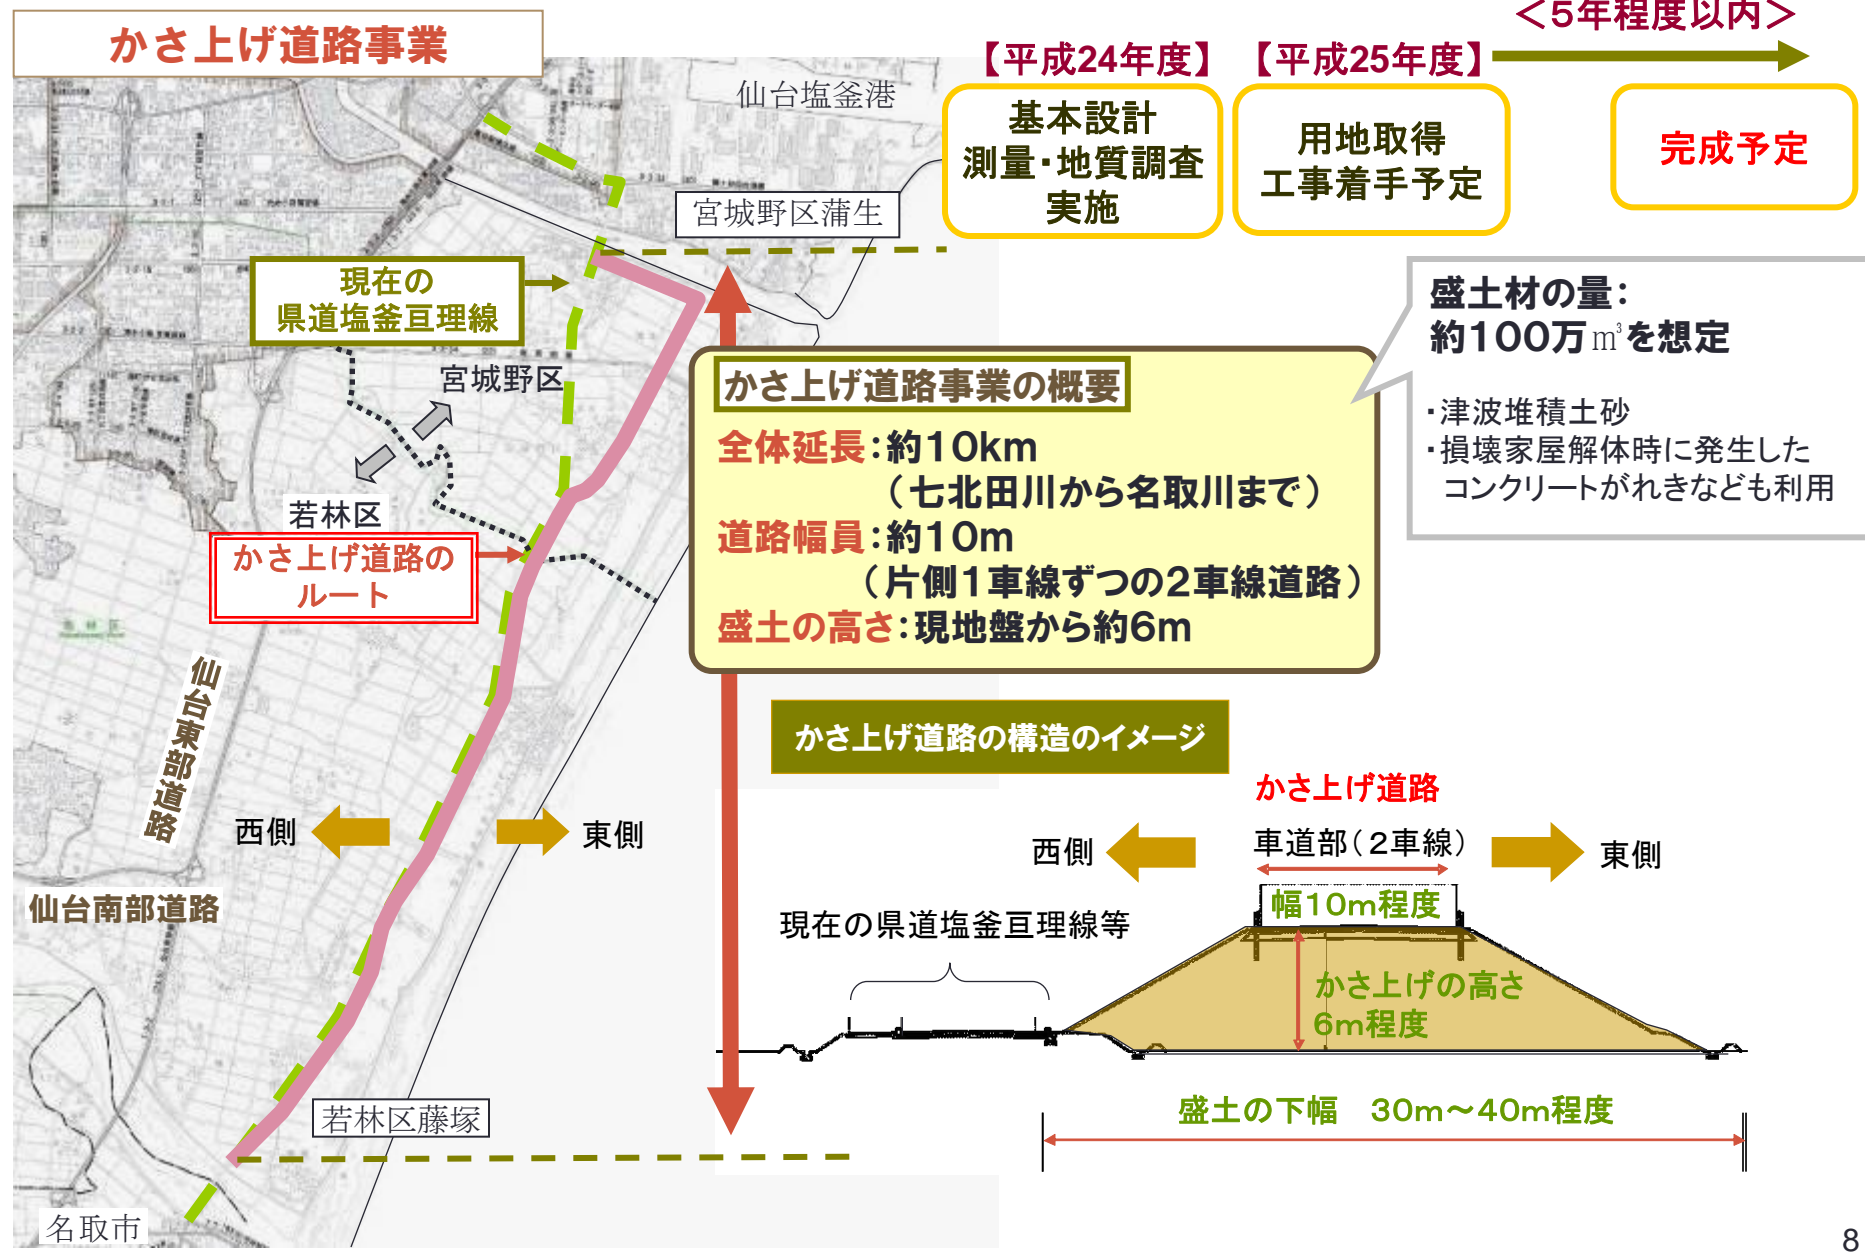 かさ上げ道路事業
＜5年程度以内＞
【平成24年度】
【平成25年度】
基本設計
測量・地質調査
実施
用地取得
工事着手予定
完成予定
仙台塩釜港
宮城野区蒲生
現在の
県道塩釜亘理線
宮城野区
若林区
かさ上げ道路の
ルート
盛土材の量：
約100万㎥を想定
・津波堆積土砂
・損壊家屋解体時に発生した
コンクリートがれきなども利用
かさ上げ道路事業の概要
全体延長：約10km
（七北田川から名取川まで）
道路幅員：約10m
（片側1車線ずつの2車線道路）
盛土の高さ：現地盤から約6m
仙台東部道路
西側
東側
仙台南部道路
若林区藤塚
名取市
かさ上げ道路の構造のイメージ
かさ上げ道路
西側
車道部（2車線）
東側
幅10m程度
現在の県道塩釜亘理線等
かさ上げの高さ
6m程度
盛土の下幅　30m～40m程度
8